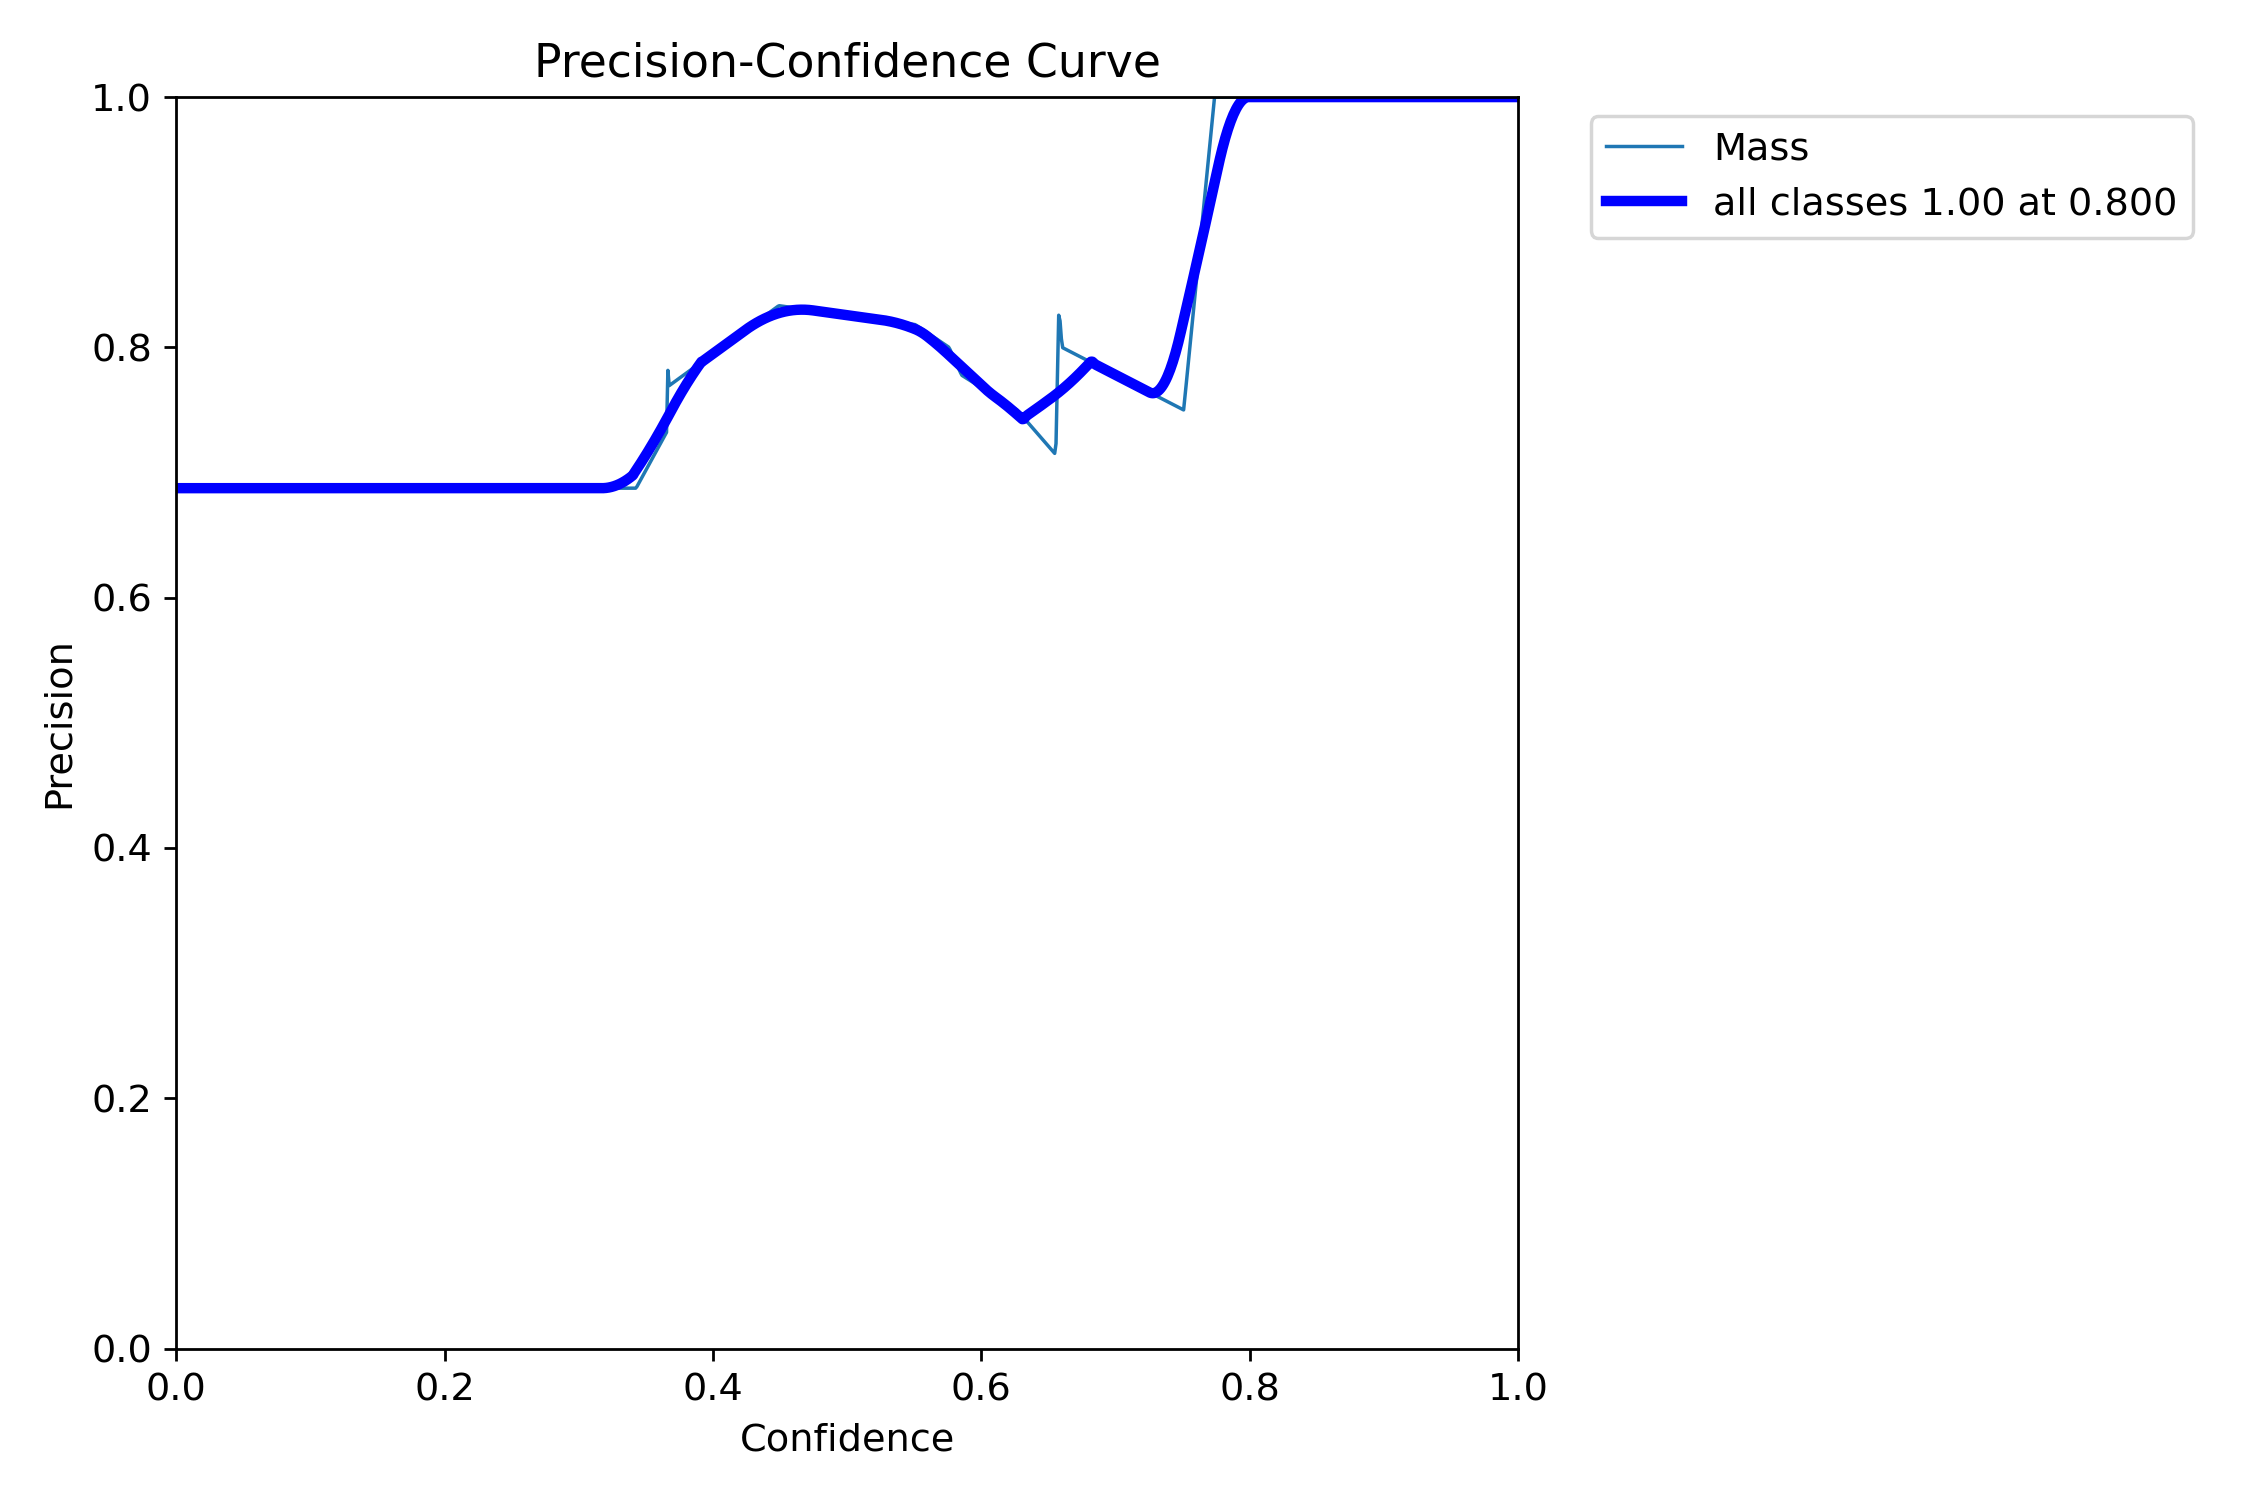 Precision-Confidence Curve
Mass
all classes 1.00 at 0.800
1.0
0.8
0.6
0.4
0.2
0.0
Precision
0.0 0.2 0.4 0.6 0.8 1.0
Confidence